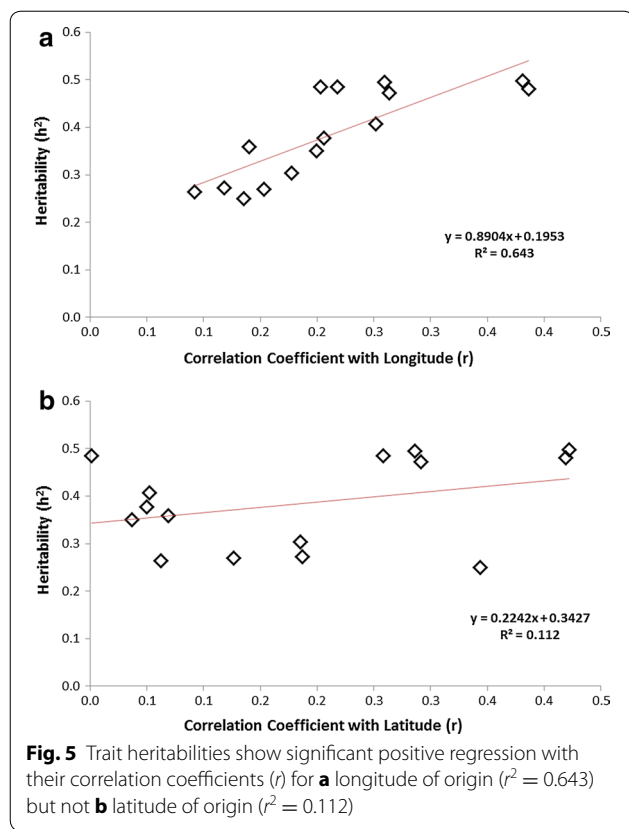 a
0.6
0.5
0.4
0.3
0.2
0.1
0.0
Heritability (h²)
y = 0.8904x+0.1953
R² = 0.643
0.0 0.1 0.1 0.2 0.2 0.3 0.3 0.4 0.4 0.5
Correlation Coefficient with Longitude (r)
b
0.6
0.5
0.4
0.3
0.2
0.1
0.0
Heritability (h²)
y = 0.2242x+0.3427
R² = 0.112
0.0 0.1 0.1 0.2 0.2 0.3 0.3 0.4 0.4 0.5
Correlation Coefficient with Latitude (r)
Fig. 5 Trait heritabilities show significant positive regression with
their correlation coefficients (r) for a longitude of origin (r² = 0.643)
but not b latitude of origin (r² = 0.112)